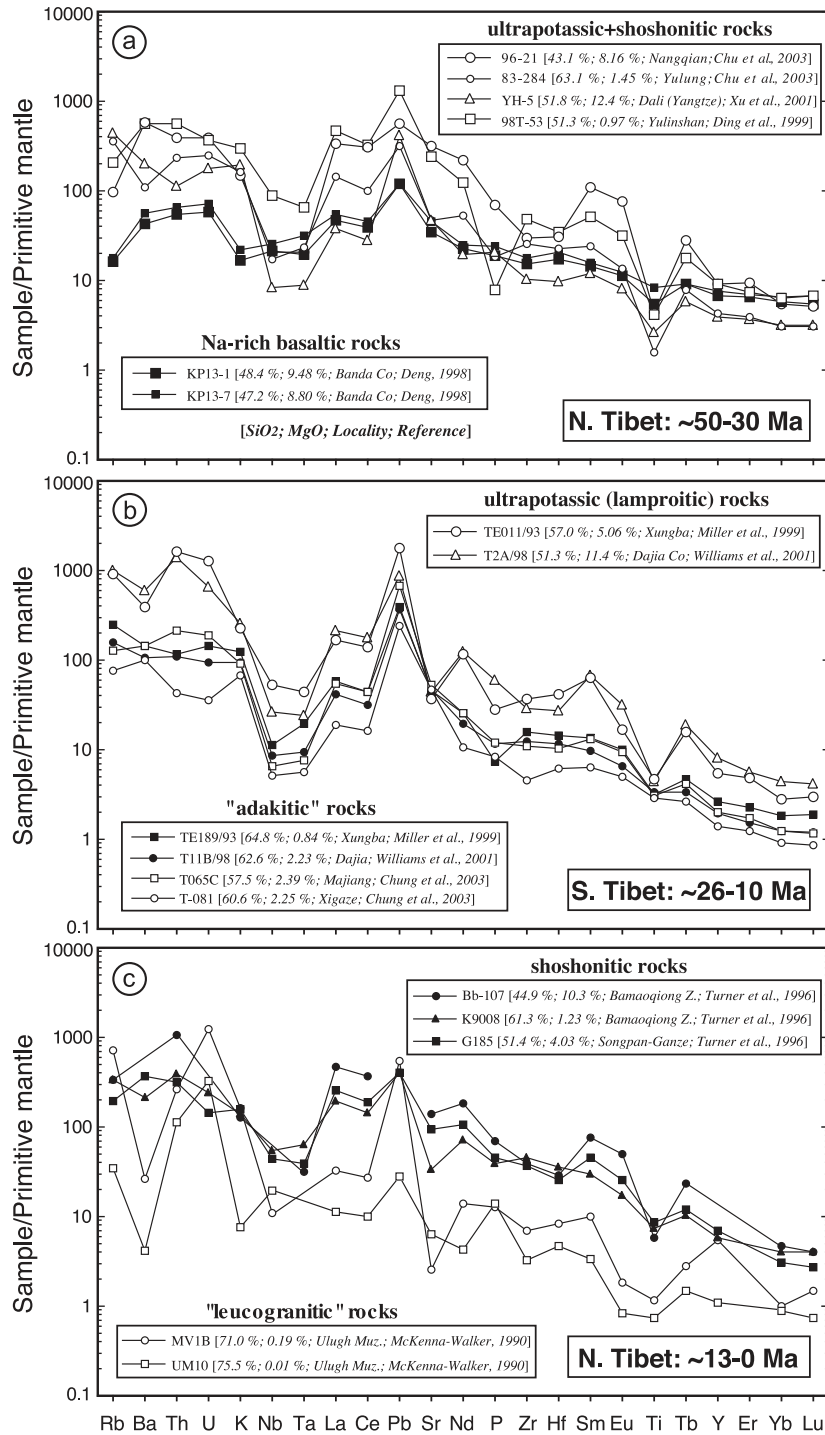 Sample/Primitive mantle
10000
1000
100
10
1
0.1
a
ultrapotassic+shoshonitic rocks
96-21 [43.1 %; 8.16 %; Nangqian; Chu et al., 2003]
83-284 [63.1 %; 1.45 %; Yulung; Chu et al., 2003]
YH-5 [51.8 %; 12.4 %; Dali (Yangtze); Xu et al., 2001]
98T-53 [51.3 %; 0.97 %; Yulinshan; Ding et al., 1999]
Na-rich basaltic rocks
KP13-1 [48.4 %; 9.48 %; Banda Co; Deng, 1998]
KP13-7 [47.2 %; 8.80 %; Banda Co; Deng, 1998]
[SiO2; MgO; Locality; Reference]
N. Tibet: ~50-30 Ma
Sample/Primitive mantle
10000
1000
100
10
1
0.1
b
ultrapotassic (lamproitic) rocks
TE011/93 [57.0 %; 5.06 %; Xungba; Miller et al., 1999]
T2A/98 [51.3 %; 11.4 %; Dajia Co; Williams et al., 2001]
"adakitic" rocks
TE189/93 [64.8 %; 0.84 %; Xungba; Miller et al., 1999]
T11B/98 [62.6 %; 2.23 %; Dajia; Williams et al., 2001]
T065C [57.5 %; 2.39 %; Majiang; Chung et al., 2003]
T-081 [60.6 %; 2.25 %; Xigaze; Chung et al., 2003]
S. Tibet: ~26-10 Ma
Sample/Primitive mantle
10000
1000
100
10
1
0.1
c
shoshonitic rocks
Bb-107 [44.9 %; 10.3 %; Bamaoqiong Z.; Turner et al., 1996]
K9008 [61.3 %; 1.23 %; Bamaoqiong Z.; Turner et al., 1996]
G185 [51.4 %; 4.03 %; Songpan-Ganze; Turner et al., 1996]
"leucogranitic" rocks
MV1B [71.0 %; 0.19 %; Ulugh Muz.; McKenna-Walker, 1990]
UM10 [75.5 %; 0.01 %; Ulugh Muz.; McKenna-Walker, 1990]
N. Tibet: ~13-0 Ma
Rb Ba Th U K Nb Ta La Ce Pb Sr Nd P Zr Hf Sm Eu Ti Tb Y Er Yb Lu